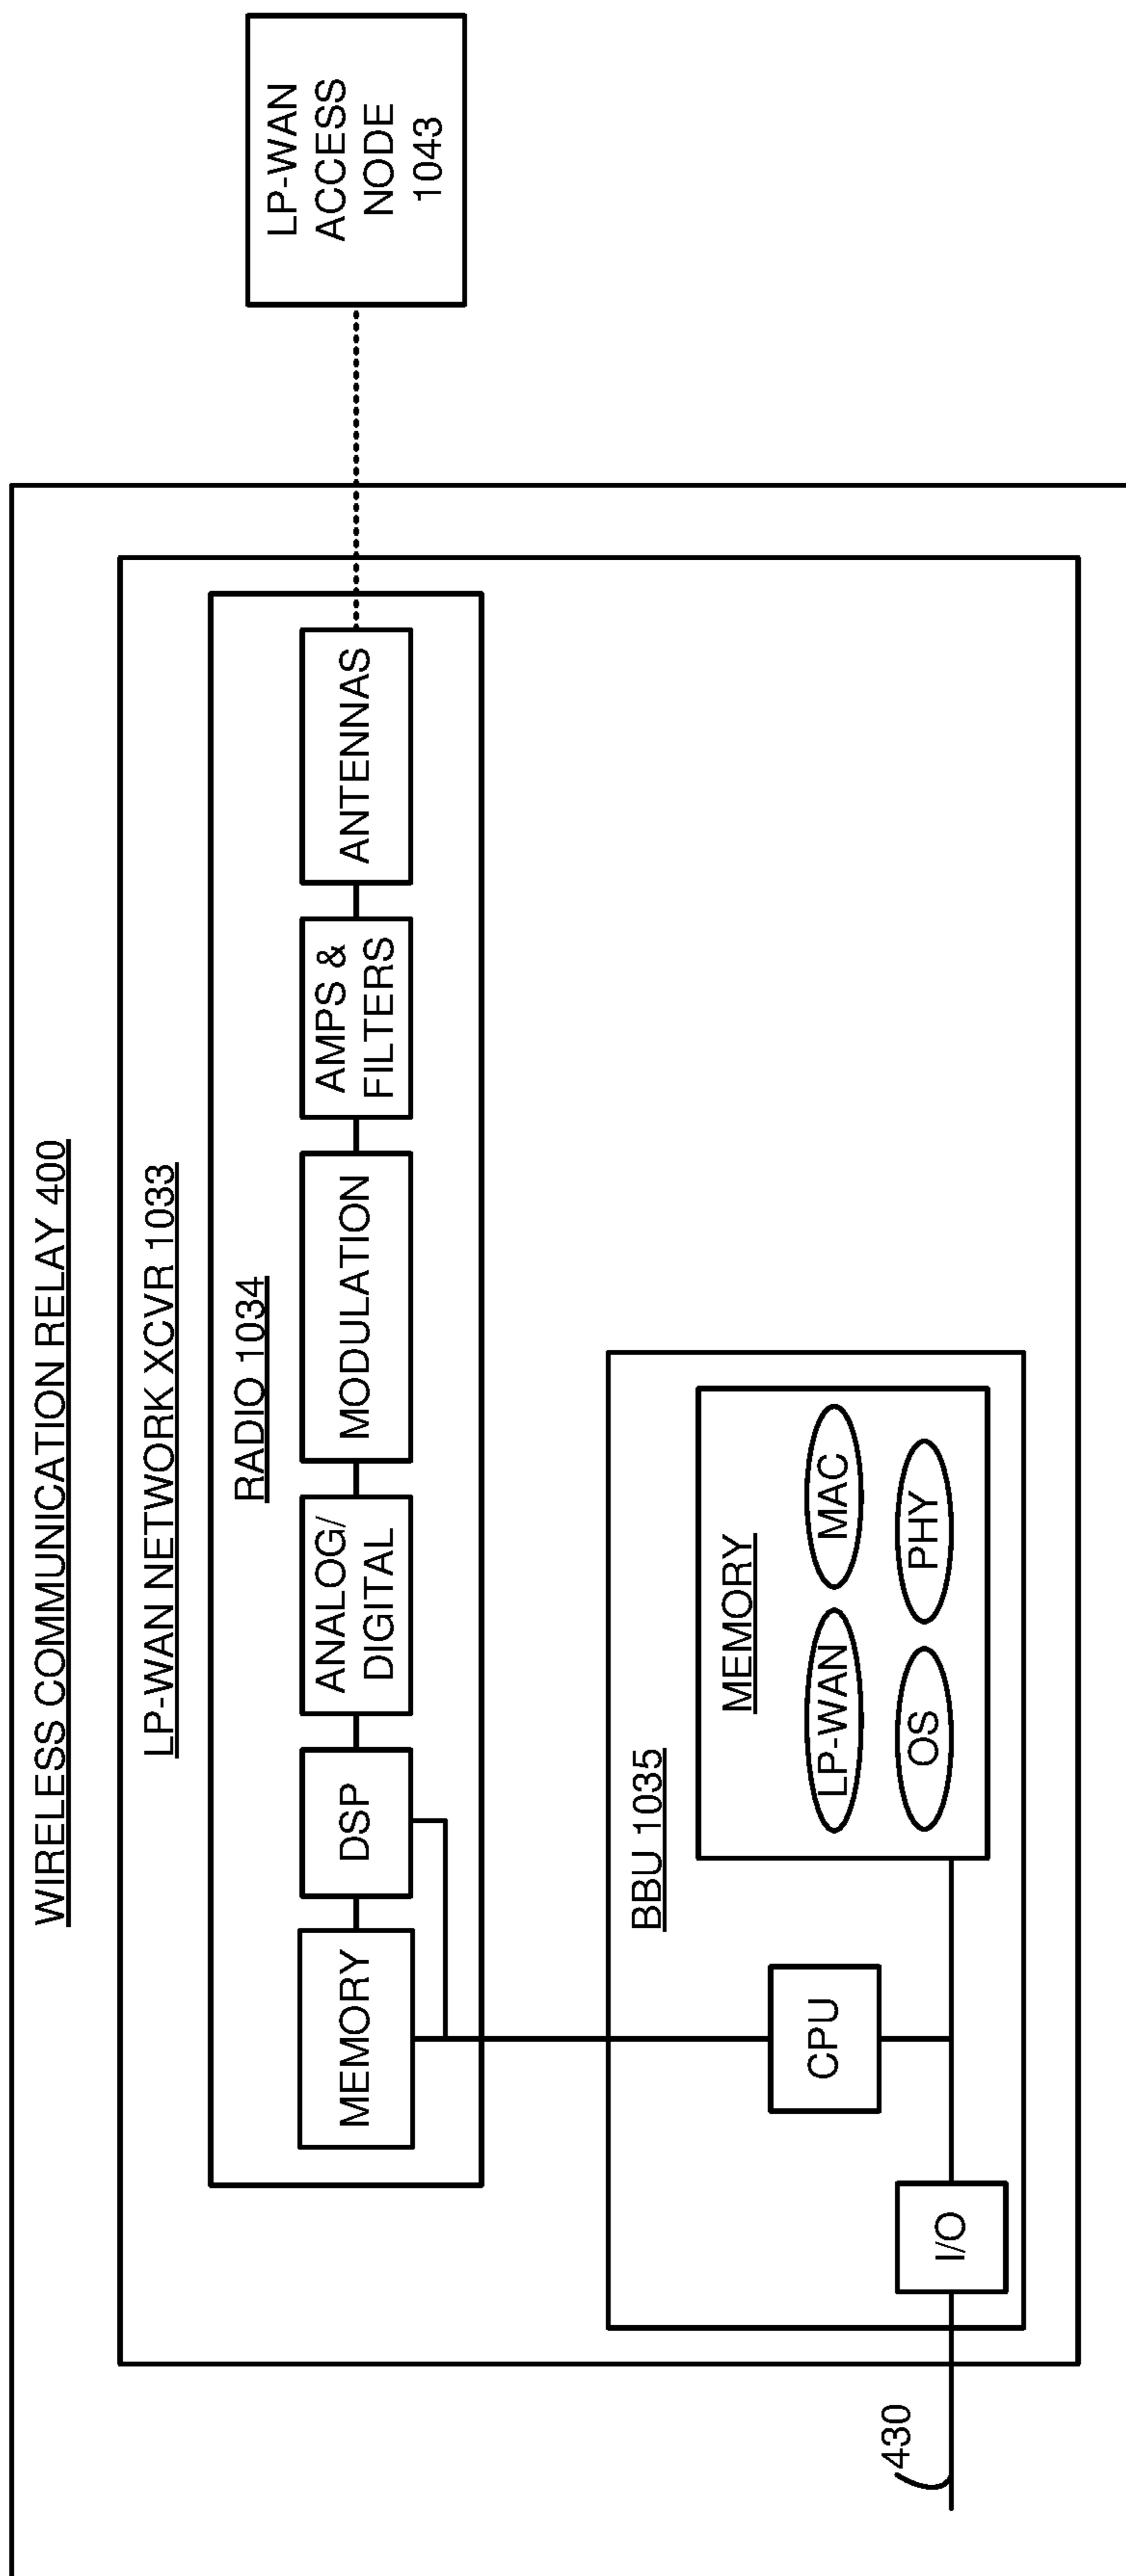 WIRELESS COMMUNICATION RELAY 400
LP-WAN NETWORK XCVR 1033
RADIO 1034
MEMORY
DSP
ANALOG/
DIGITAL
MODULATION
AMPS &
FILTERS
ANTENNAS
LP-WAN
ACCESS
NODE
1043
BBU 1035
CPU
MEMORY
LP-WAN
MAC
OS
PHY
I/O
430